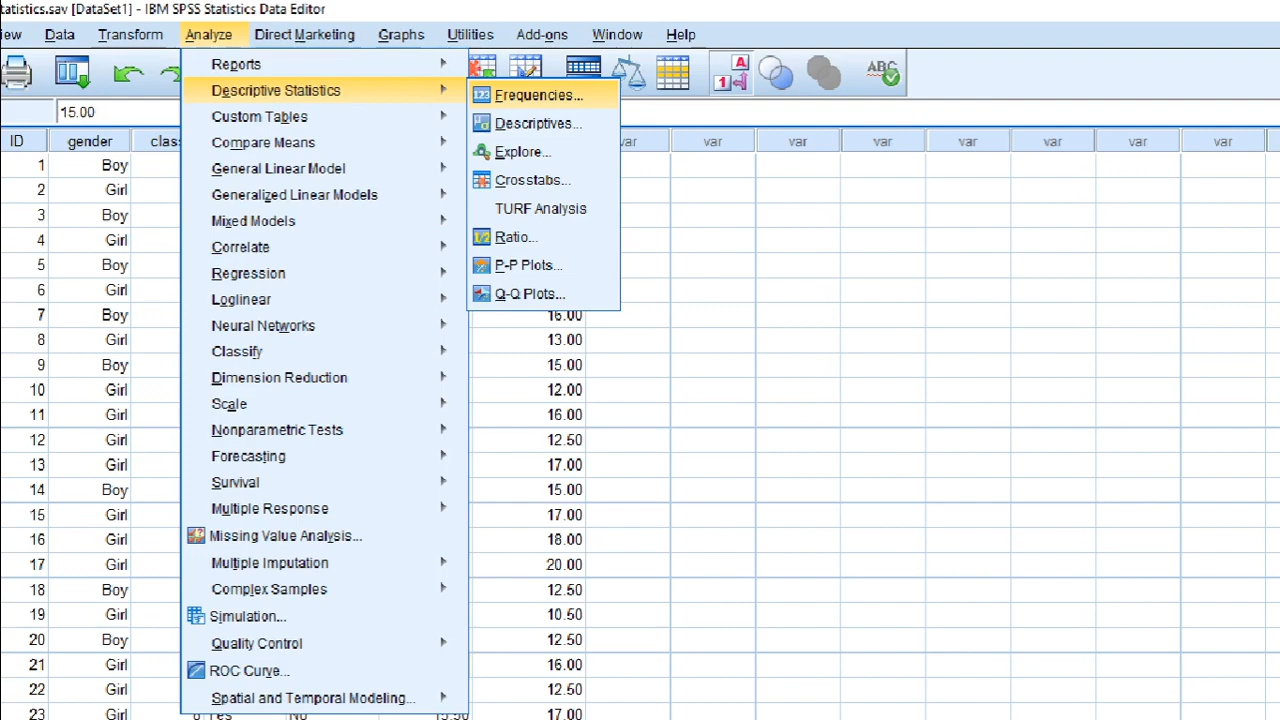 tatistics.sav [DataSet1] - IBM SPSS Statistics Data Editor
iew Data Transform Analyze Direct Marketing Graphs Utilities Add-ons Window Help
15.00
Reports
Descriptive Statistics
Custom Tables
Compare Means
General Linear Model
Generalized Linear Models
Mixed Models
Correlate
Regression
Loglinear
Neural Networks
Classify
Dimension Reduction
Scale
Nonparametric Tests
Forecasting
Survival
Multiple Response
Missing Value Analysis...
Multiple Imputation
Complex Samples
Simulation...
Quality Control
ROC Curve...
Spatial and Temporal Modeling...
Frequencies...
Descriptives...
Explore...
Crosstabs...
TURF Analysis
Ratio...
P-P Plots...
Q-Q Plots...
ID gender clas var var var var var var var var
1 Boy
2 Girl
3 Boy
4 Girl
5 Boy
6 Girl
7 Boy 16.00
8 Girl 13.00
9 Boy 15.00
10 Girl 12.00
11 Girl 16.00
12 Girl 12.50
13 Girl 17.00
14 Boy 15.00
15 Girl 17.00
16 Girl 18.00
17 Girl 20.00
18 Boy 12.50
19 Girl 10.50
20 Boy 12.50
21 Girl 16.00
22 Girl 12.50
23 Girl Yes No 15.50 17.00